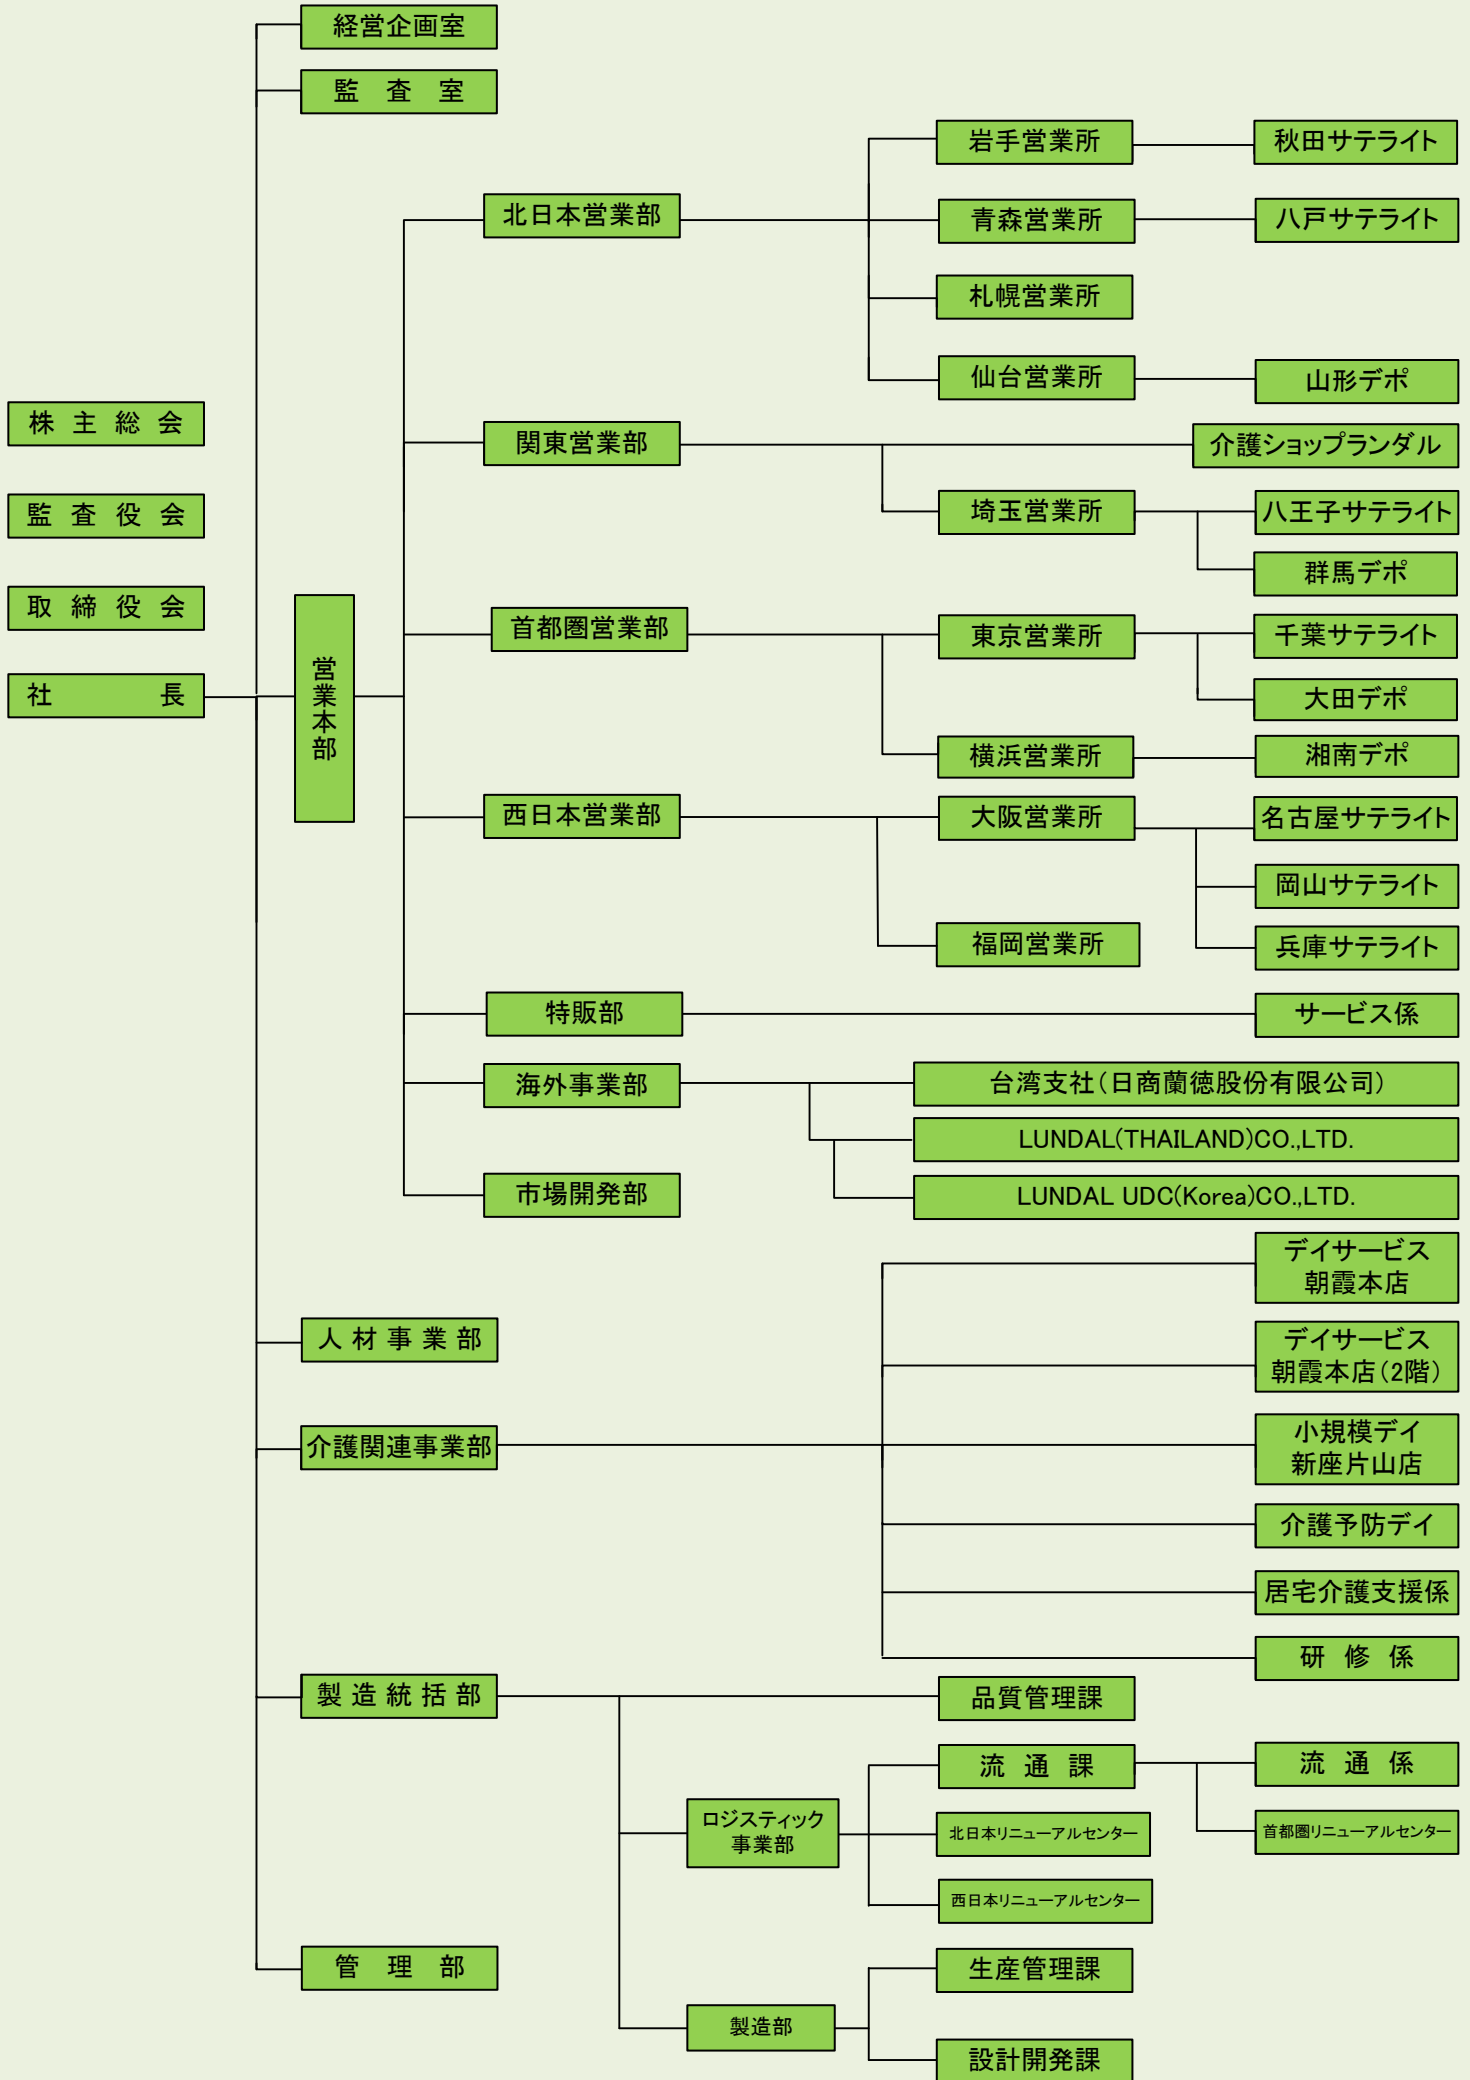 経営企画室
監　査　室
岩手営業所
秋田サテライト
北日本営業部
青森営業所
八戸サテライト
札幌営業所
仙台営業所
山形デポ
株　主　総　会
関東営業部
介護ショップランダル
監　査　役　会
埼玉営業所
八王子サテライト
群馬デポ
取　締　役　会
首都圏営業部
東京営業所
千葉サテライト
社　　　　長
営業本部
大田デポ
横浜営業所
湘南デポ
西日本営業部
大阪営業所
名古屋サテライト
岡山サテライト
福岡営業所
兵庫サテライト
特販部
サービス係
海外事業部
台湾支社（日商蘭徳股份有限公司）
LUNDAL(THAILAND)CO.,LTD.
市場開発部
LUNDAL UDC(Korea)CO.,LTD.
デイサービス
朝霞本店
人 材 事 業 部
デイサービス
朝霞本店（2階）
介護関連事業部
小規模デイ
新座片山店
介護予防デイ
居宅介護支援係
研　修　係
製 造 統 括 部
品質管理課
流　通　課
流　通　係
ロジスティック
事業部
北日本リニューアルセンター
首都圏リニューアルセンター
西日本リニューアルセンター
管　理　部
生産管理課
製造部
設計開発課